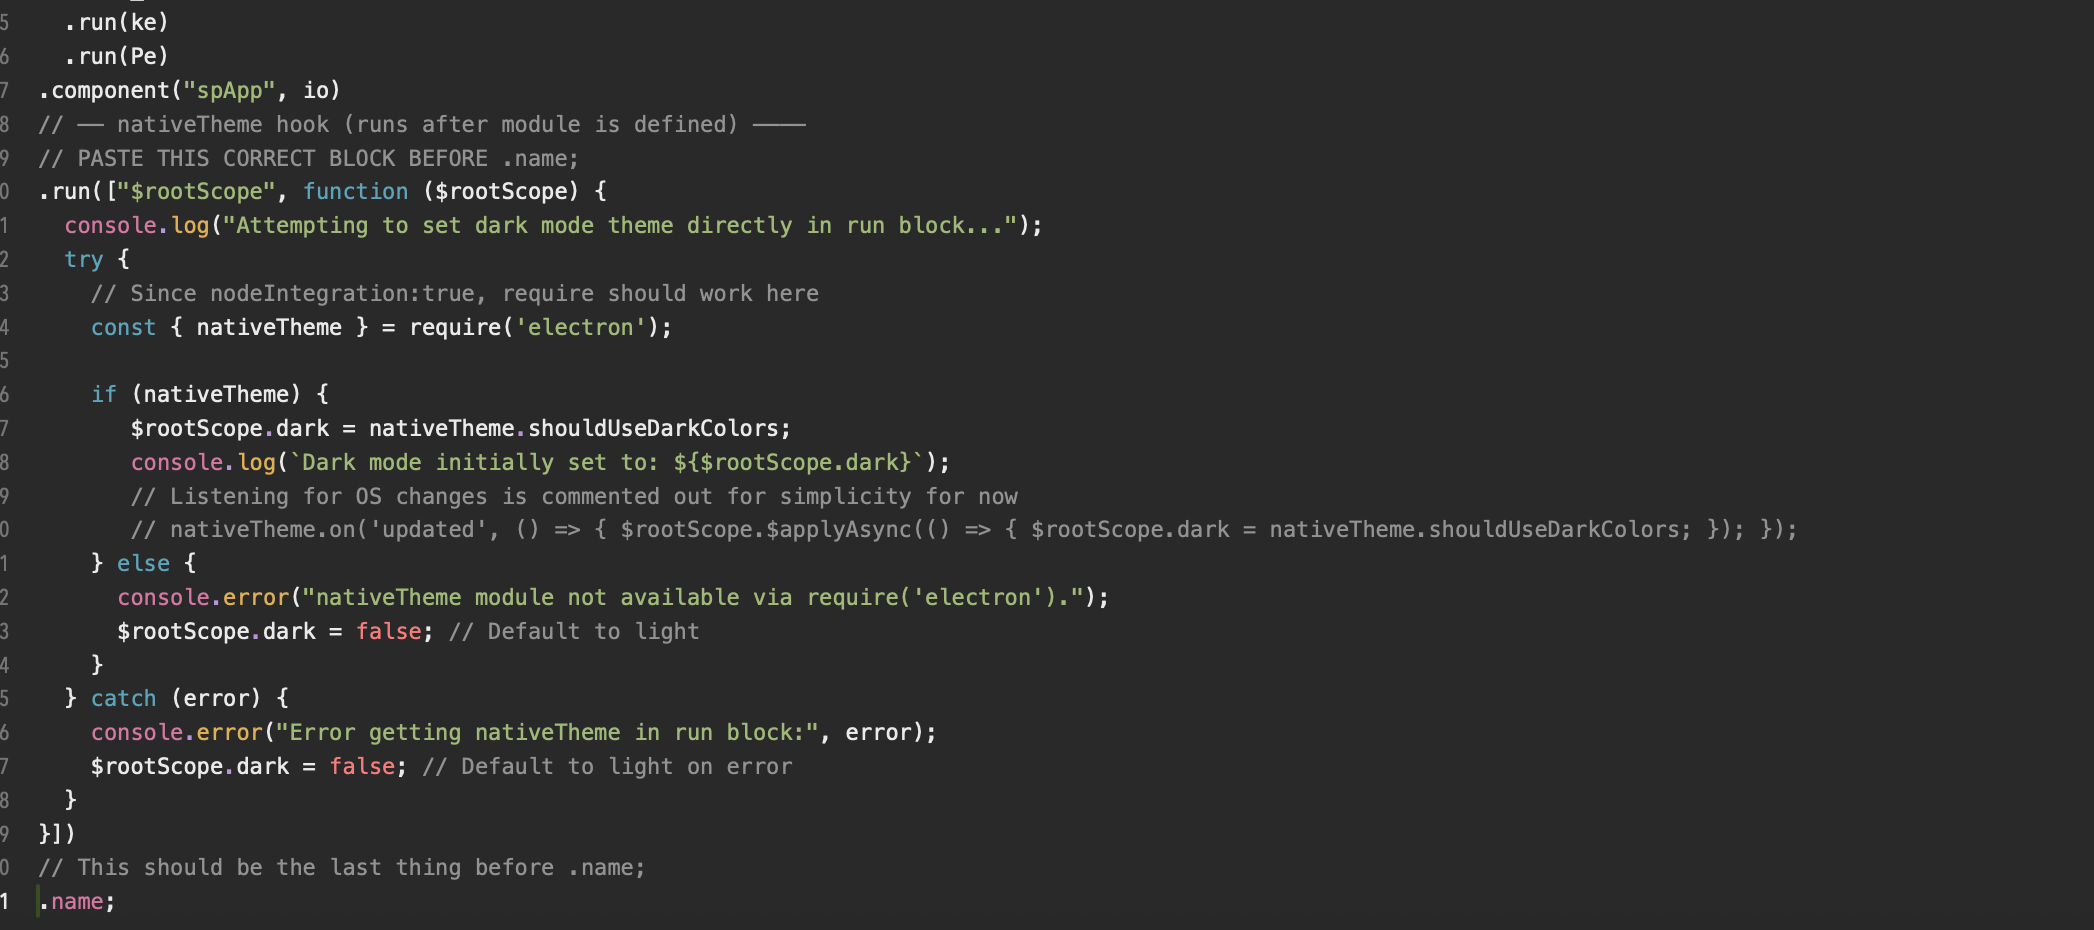 5   .run(ke)
6   .run(Pe)
7 .component("spApp", io)
8 // —— nativeTheme hook (runs after module is defined) ————
9 // PASTE THIS CORRECT BLOCK BEFORE .name;
0 .run(["$rootScope", function ($rootScope) {
1   console.log("Attempting to set dark mode theme directly in run block...");
2   try {
3     // Since nodeIntegration:true, require should work here
4     const { nativeTheme } = require('electron');
5
6     if (nativeTheme) {
7        $rootScope.dark = nativeTheme.shouldUseDarkColors;
8        console.log(`Dark mode initially set to: ${$rootScope.dark}`);
9        // Listening for OS changes is commented out for simplicity for now
0        // nativeTheme.on('updated', () => { $rootScope.$applyAsync(() => { $rootScope.dark = nativeTheme.shouldUseDarkColors; }); });
1     } else {
2       console.error("nativeTheme module not available via require('electron').");
3       $rootScope.dark = false; // Default to light
4     }
5   } catch (error) {
6     console.error("Error getting nativeTheme in run block:", error);
7     $rootScope.dark = false; // Default to light on error
8   }
9 }])
0 // This should be the last thing before .name;
1 .name;